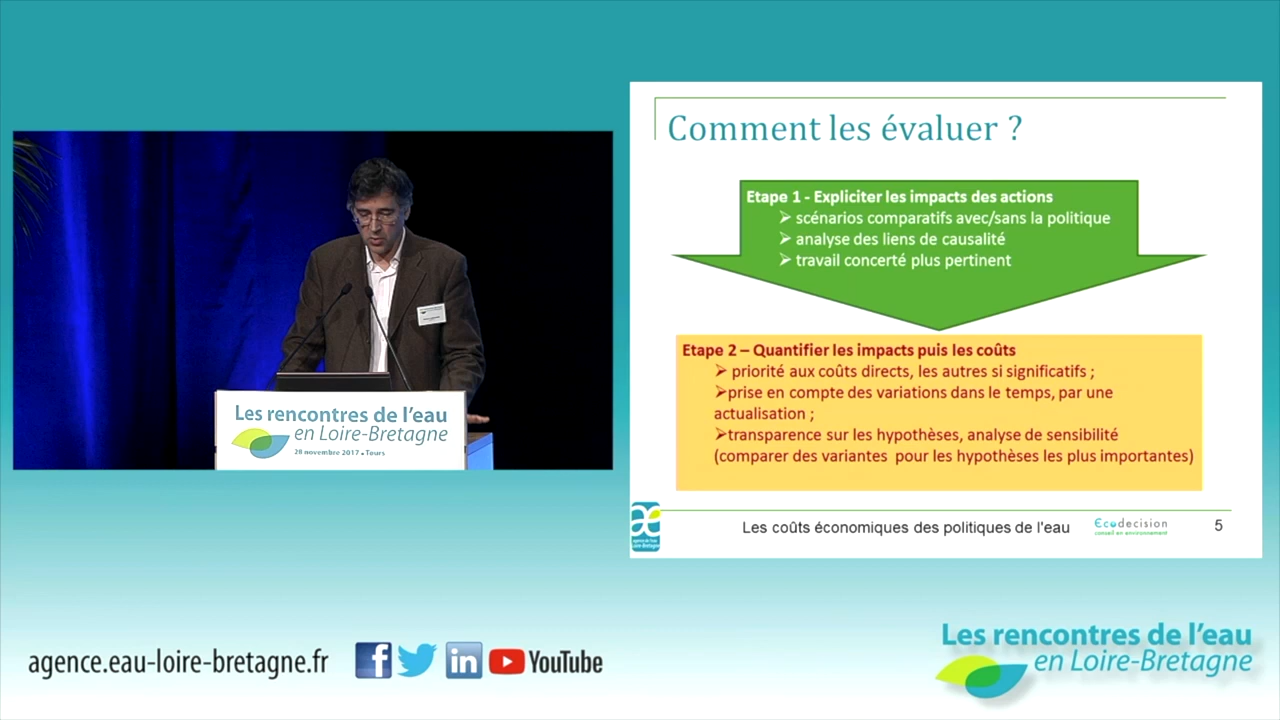 Comment les évaluer ?
Etape 1 - Expliciter les impacts des actions
➢ scénarios comparatifs avec/sans la politique
➢ analyse des liens de causalité
➢ travail concerté plus pertinent
Etape 2 – Quantifier les impacts puis les coûts
➢ priorité aux coûts directs, les autres si significatifs ;
➢prise en compte des variations dans le temps, par une
actualisation ;
➢transparence sur les hypothèses, analyse de sensibilité
(comparer des variantes pour les hypothèses les plus importantes)
agence de l'eau
Loire-Bretagne
Les coûts économiques des politiques de l'eau
Ecodecision
conseil en environnement
5
Les rencontres de l'eau
en Loire-Bretagne
28 novembre 2017 • Tours
agence.eau-loire-bretagne.fr
YouTube
Les rencontres de l'eau
en Loire-Bretagne